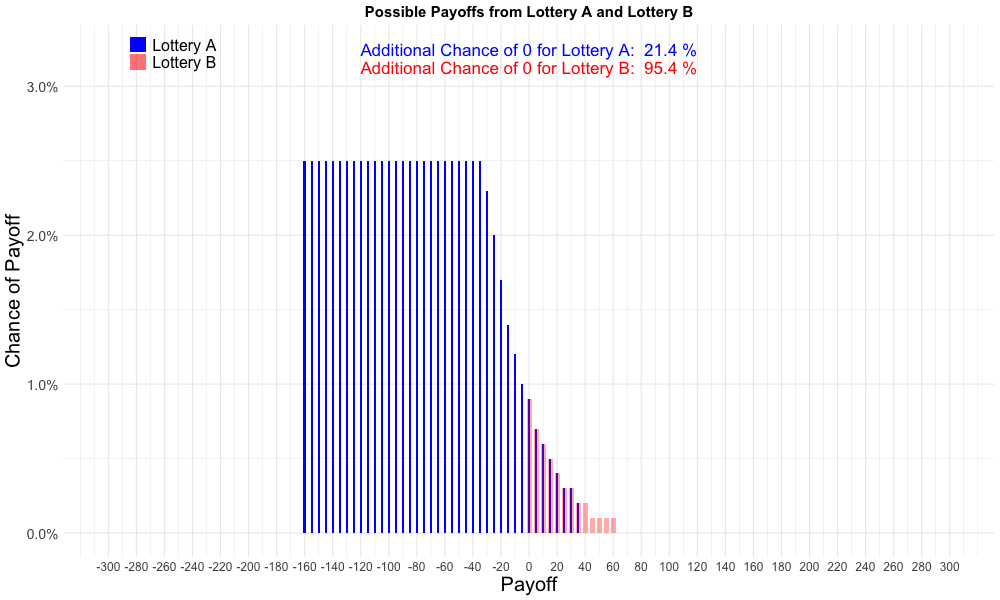 Possible Payoffs from Lottery A and Lottery B
Lottery A
Lottery B
Additional Chance of 0 for Lottery A: 21.4 %
Additional Chance of 0 for Lottery B: 95.4 %
Chance of Payoff
3.0%
2.0%
1.0%
0.0%
-300 -280 -260 -240 -220 -200 -180 -160 -140 -120 -100 -80 -60 -40 -20 0 20 40 60 80 100 120 140 160 180 200 220 240 260 280 300
Payoff